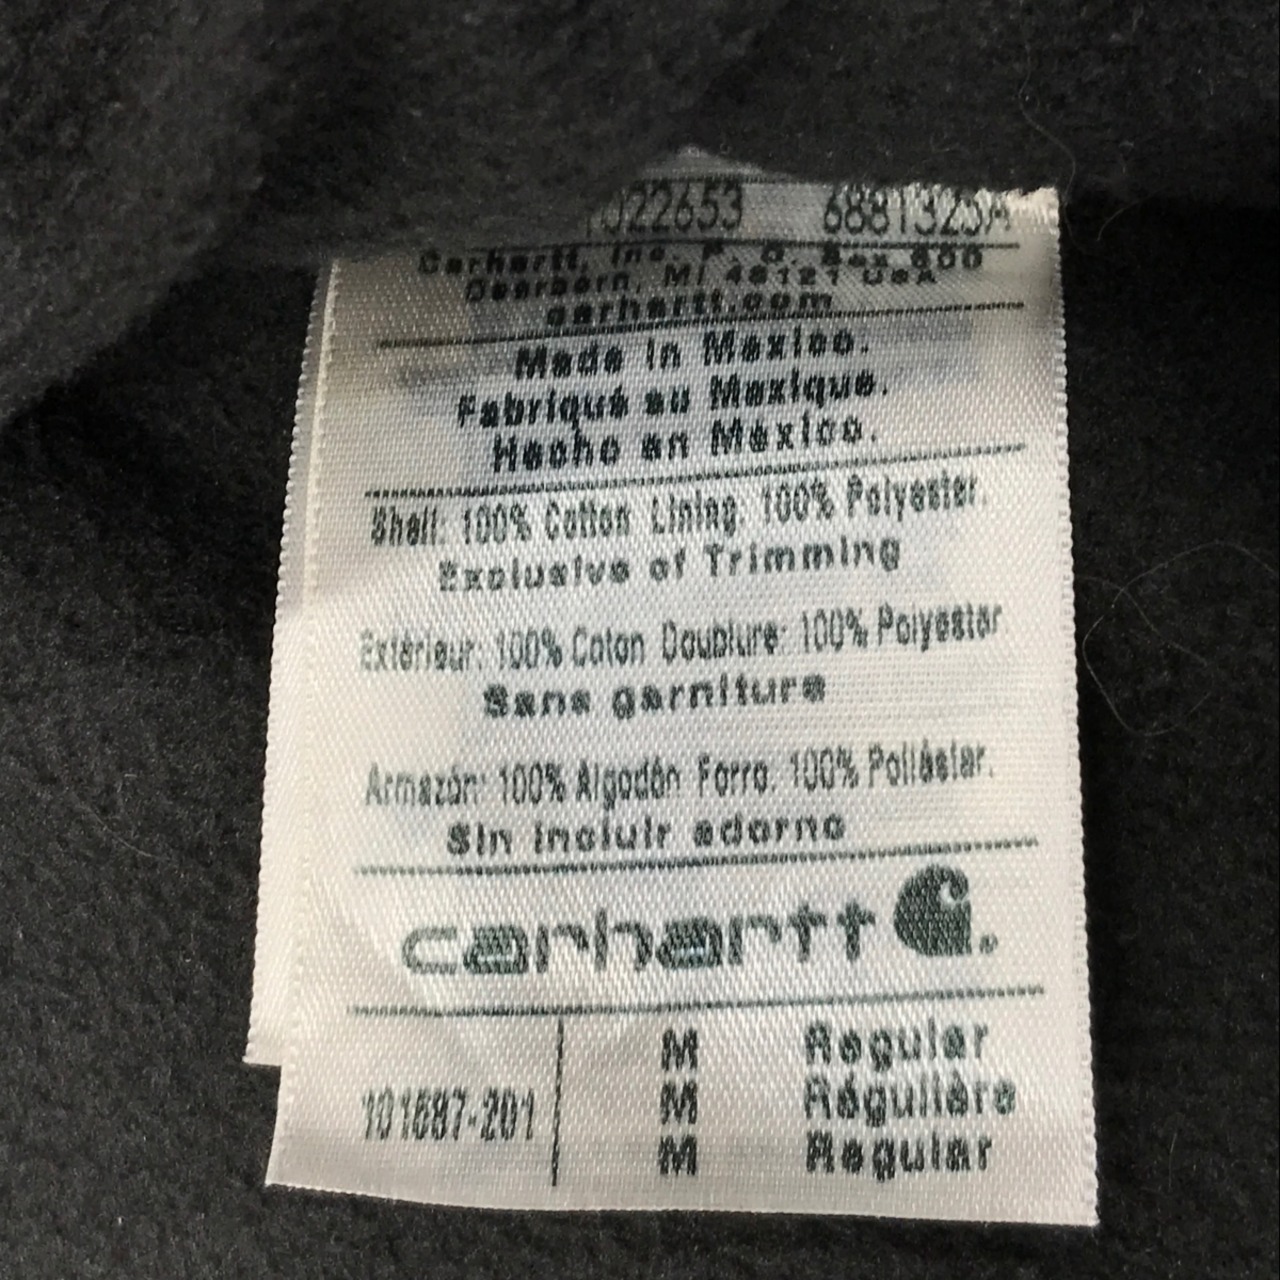 022653 6881325A
Carhartt, Inc. P. O. Box 600
Dearborn, MI 48121 USA
carhartt.com
Made in Mexico.
Fabriqué au Mexique.
Hecho en México.
Shell: 100% Cotton Lining: 100% Polyester.
Exclusive of Trimming
Extérieur: 100% Coton Doublure: 100% Polyester
Sans garniture
Armazón: 100% Algodón Forro: 100% Poliéster.
Sin incluir adorno
carhartt
M Regular
101687-201 M Régulière
M Regular